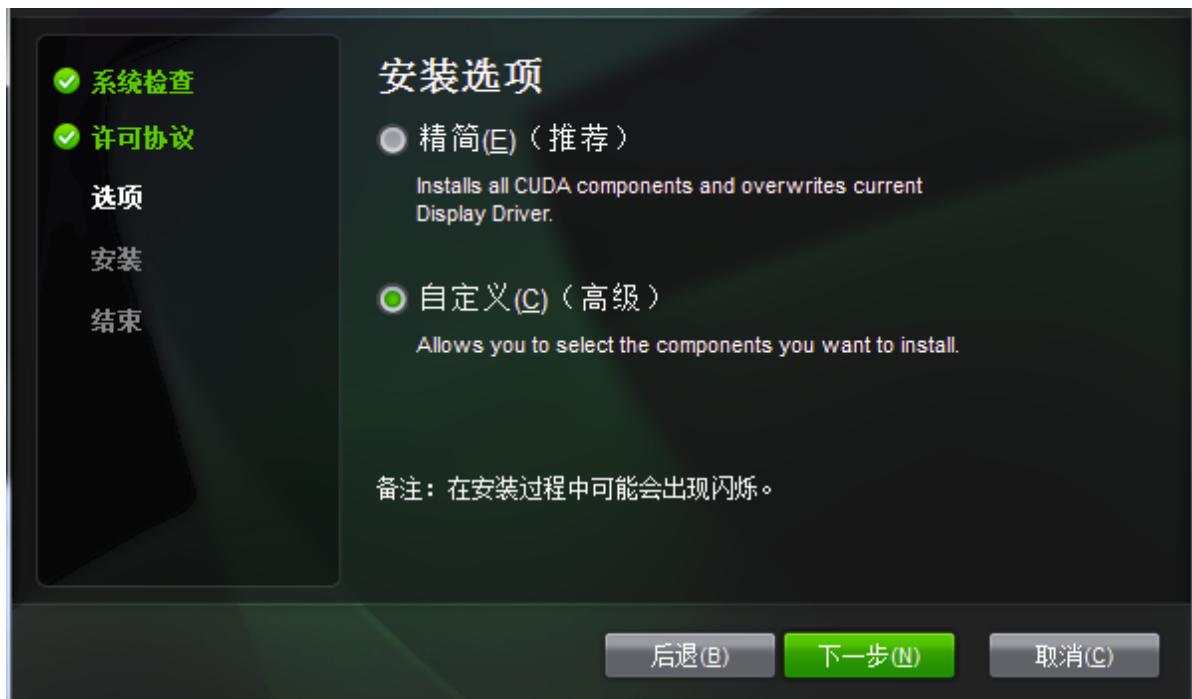 系统检查
许可协议
选项
安装
结束
安装选项
精简(E)（推荐）
Installs all CUDA components and overwrites current
Display Driver.
自定义(C)（高级）
Allows you to select the components you want to install.
备注：在安装过程中可能会出现闪烁。
后退(B)
下一步(N)
取消(C)